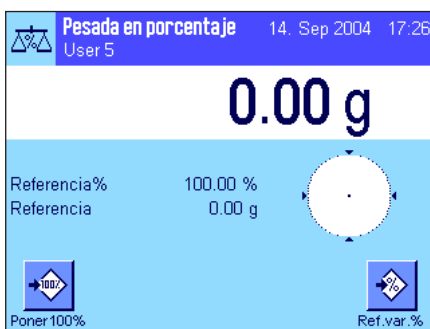 Pesada en porcentaje 14. Sep 2004 17:26
User 5
0.00 g
Referencia% 100.00 %
Referencia 0.00 g
100% %
Poner100% Ref.var.%